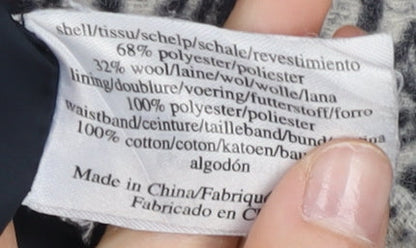 shell/tissu/schelp/schale/revestimiento
68% polyester/poliester
32% wool/laine/wol/wolle/lana
lining/doublure/voering/futterstoff/forro
100% polyester/poliester
waistband/ceinture/tailleband/bund/
100% cotton/coton/katoen/
algodón
Made in China/Fabriqué
Fabricado en